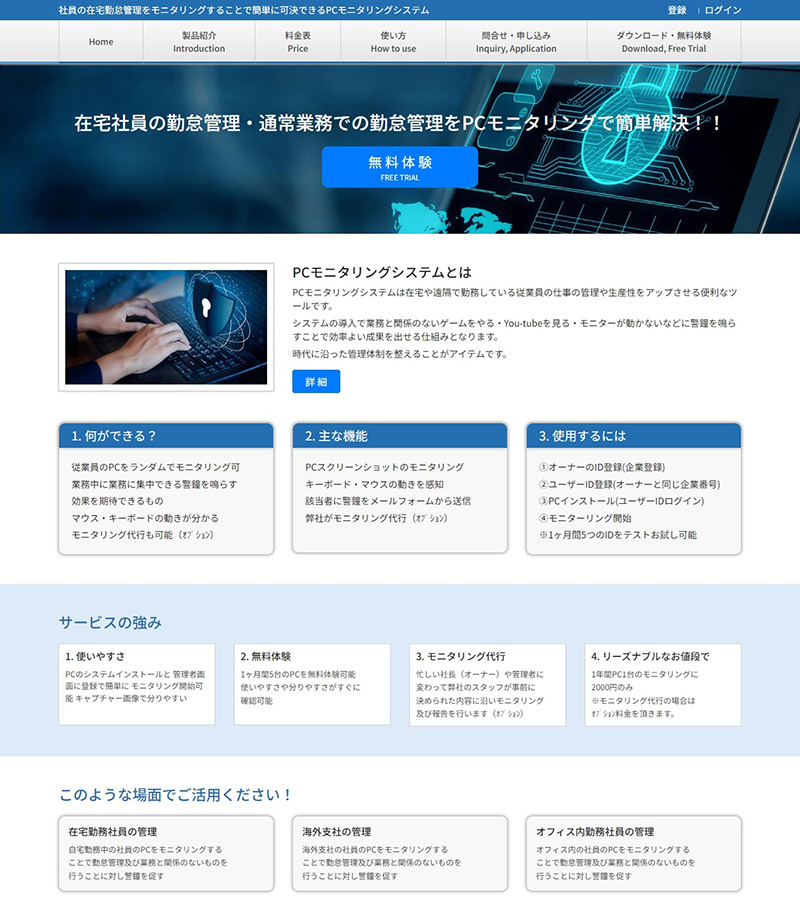 社員の在宅勤怠管理をモニタリングすることで簡単に可決できるPCモニタリングシステム
登録 | ログイン
Home
製品紹介
Introduction
料金表
Price
使い方
How to use
問合せ・申し込み
Inquiry, Application
ダウンロード・無料体験
Download, Free Trial
在宅社員の勤怠管理・通常業務での勤怠管理をPCモニタリングで簡単解決！！
無料体験
FREE TRIAL
PCモニタリングシステムとは
PCモニタリングシステムは在宅や遠隔で勤務している従業員の仕事の管理や生産性をアップさせる便利なツ
ールです。
システムの導入で業務と関係のないゲームをやる・You-tubeを見る・モニターが動かないなどに警鐘を鳴ら
すことで効率よい成果を出せる仕組みとなります。
時代に沿った管理体制を整えることがアイテムです。
詳細
1. 何ができる？
従業員のPCをランダムでモニタリング可
業務中に業務に集中できる警鐘を鳴らす
効果を期待できるもの
マウス・キーボードの動きが分かる
モニタリング代行も可能（ｵﾌﾟｼｮﾝ）
2. 主な機能
PCスクリーンショットのモニタリング
キーボード・マウスの動きを感知
該当者に警鐘をメールフォームから送信
弊社がモニタリング代行（ｵﾌﾟｼｮﾝ）
3. 使用するには
①オーナーのID登録(企業登録)
②ユーザーID登録(オーナーと同じ企業番号)
③PCインストール(ユーザーIDログイン)
④モニターリング開始
※1ヶ月間5つのIDをテストお試し可能
サービスの強み
1. 使いやすさ
PCのシステムインストールと 管理者画
面に登録で簡単に モニタリング開始可
能 キャプチャー画像で分りやすい
2. 無料体験
1ヶ月間5台のPCを無料体験可能
使いやすさや分りやすさがすぐに
確認可能
3. モニタリング代行
忙しい社長（オーナー）や管理者に
変わって弊社のスタッフが事前に
決められた内容に沿いモニタリング
及び報告を行います（ｵﾌﾟｼｮﾝ）
4. リーズナブルなお値段で
1年間PC1台のモニタリングに
2000円のみ
※モニタリング代行の場合は
ｵﾌﾟｼｮﾝ料金を頂きます。
このような場面でご活用ください！
在宅勤務社員の管理
自宅勤務中の社員のPCをモニタリングする
ことで勤怠管理及び業務と関係のないものを
行うことに対し警鐘を促す
海外支社の管理
海外支社の社員のPCをモニタリングする
ことで勤怠管理及び業務と関係のないものを
行うことに対し警鐘を促す
オフィス内勤務社員の管理
オフィス内の社員のPCをモニタリングする
ことで勤怠管理及び業務と関係のないものを
行うことに対し警鐘を促す